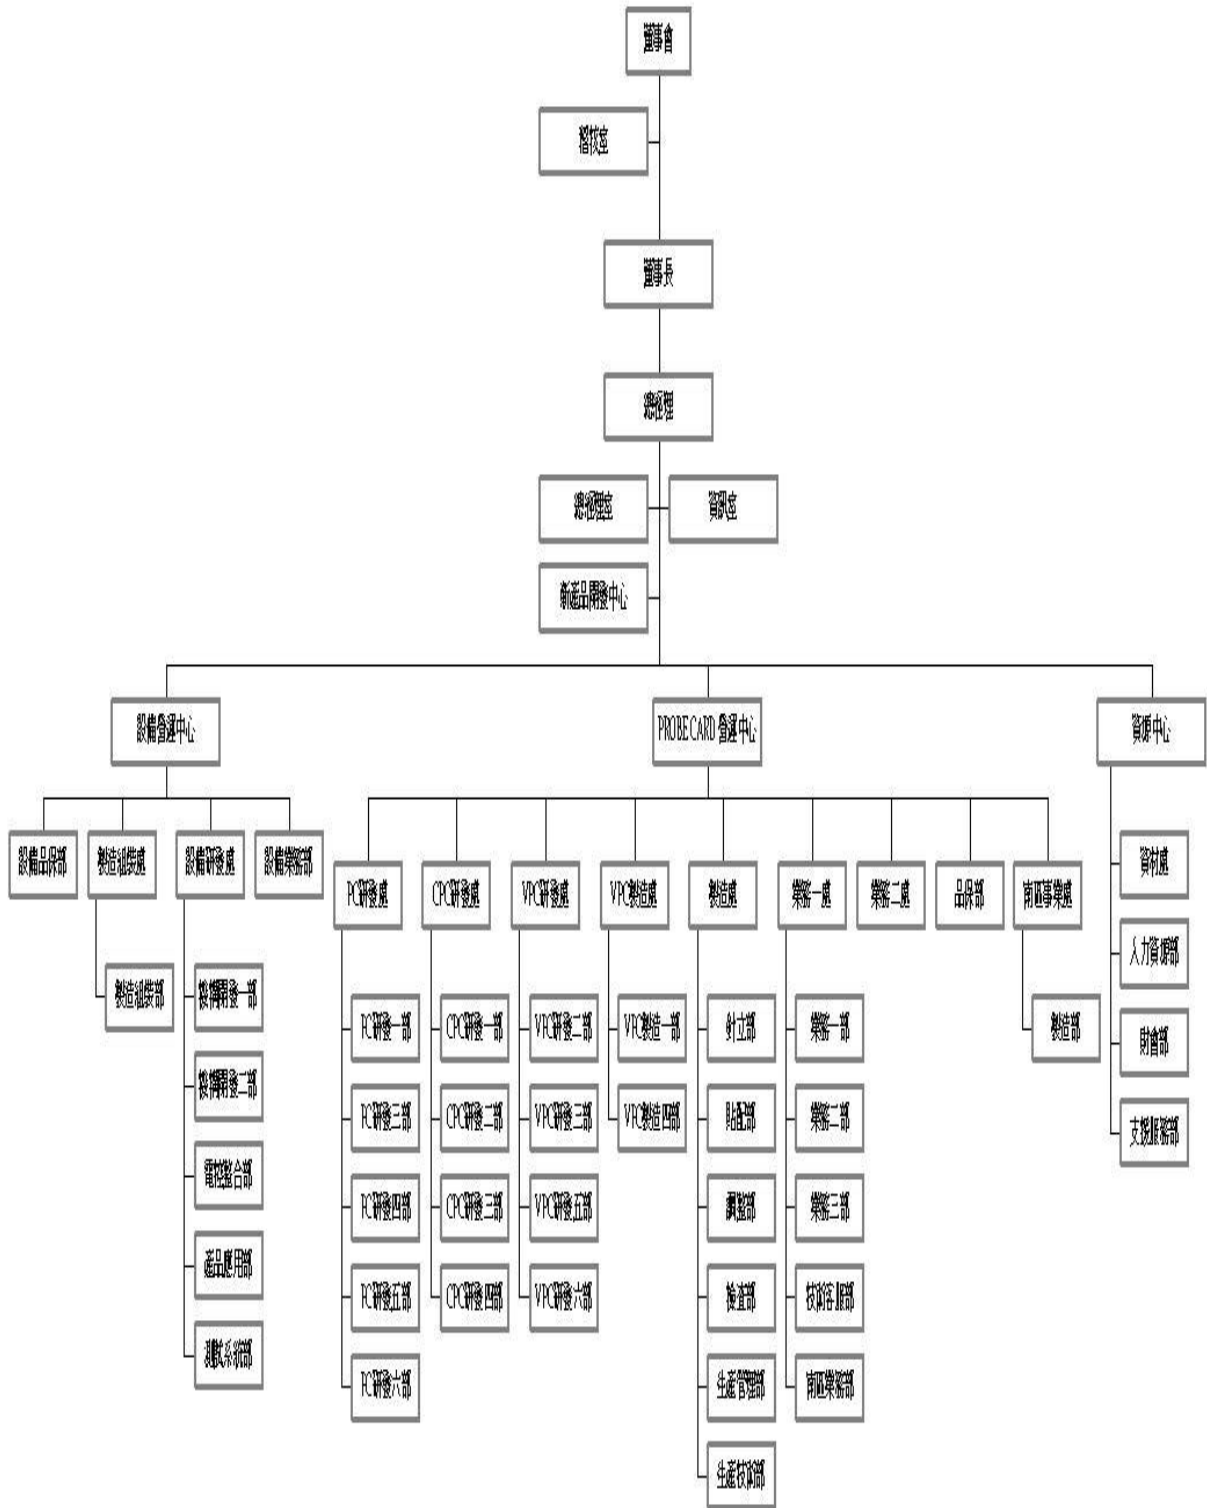 董事會
稽核室
董事長
總經理
總經理室
資訊室
新產品開發中心
設備營運中心
PROBE CARD 營運中心
資源中心
設備品保部
製造組裝處
設備研發處
設備業務部
製造組裝部
機構開發一部
機構開發二部
電控整合部
產品應用部
測試系統部
PC研發處
CPC研發處
VPC研發處
VPC製造處
製造處
業務一處
業務二處
品保部
南區事業處
PC研發一部
PC研發三部
PC研發四部
PC研發五部
PC研發六部
CPC研發一部
CPC研發二部
CPC研發三部
CPC研發四部
VPC研發二部
VPC研發三部
VPC研發五部
VPC研發六部
VPC製造一部
VPC製造四部
針立部
貼配部
調整部
檢查部
生產管理部
生產技術部
業務一部
業務二部
業務三部
技術客服部
南區業務部
製造部
資材處
人力資源部
財會部
支援服務部